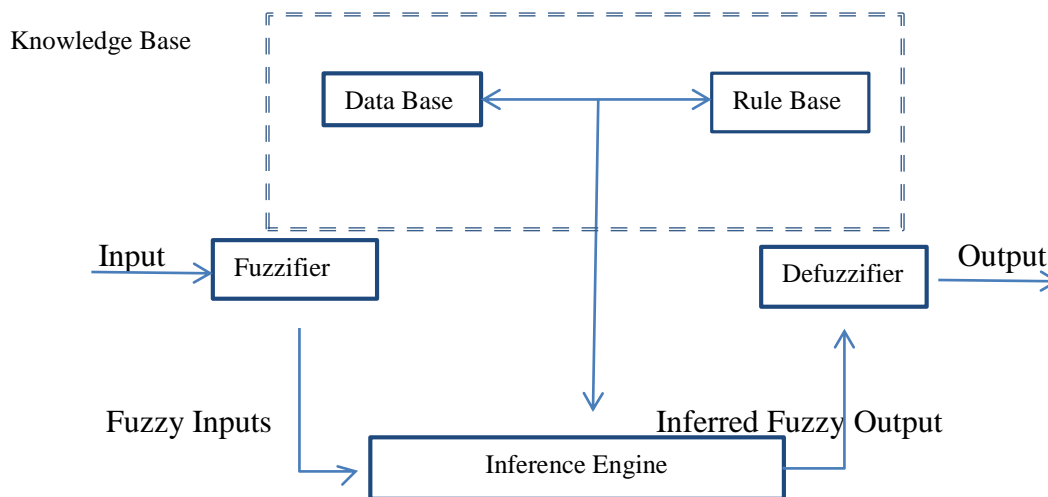 Knowledge Base
Data Base
Rule Base
Input
Fuzzifier
Defuzzifier
Output
Fuzzy Inputs
Inferred Fuzzy Output
Inference Engine